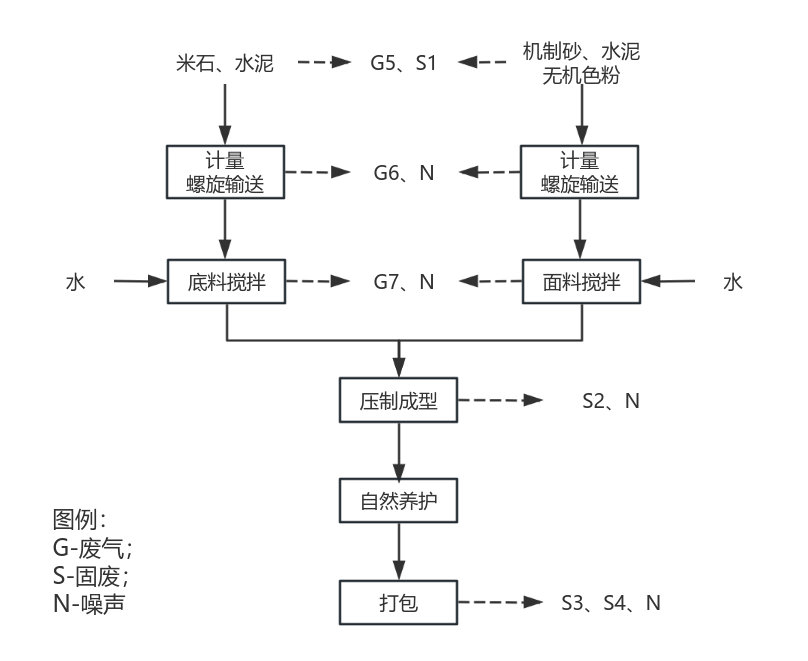 米石、水泥
G5、S1
机制砂、水泥
无机色粉
计量
螺旋输送
G6、N
计量
螺旋输送
水
底料搅拌
G7、N
面料搅拌
水
压制成型
S2、N
自然养护
图例：
G-废气；
S-固废；
N-噪声
打包
S3、S4、N